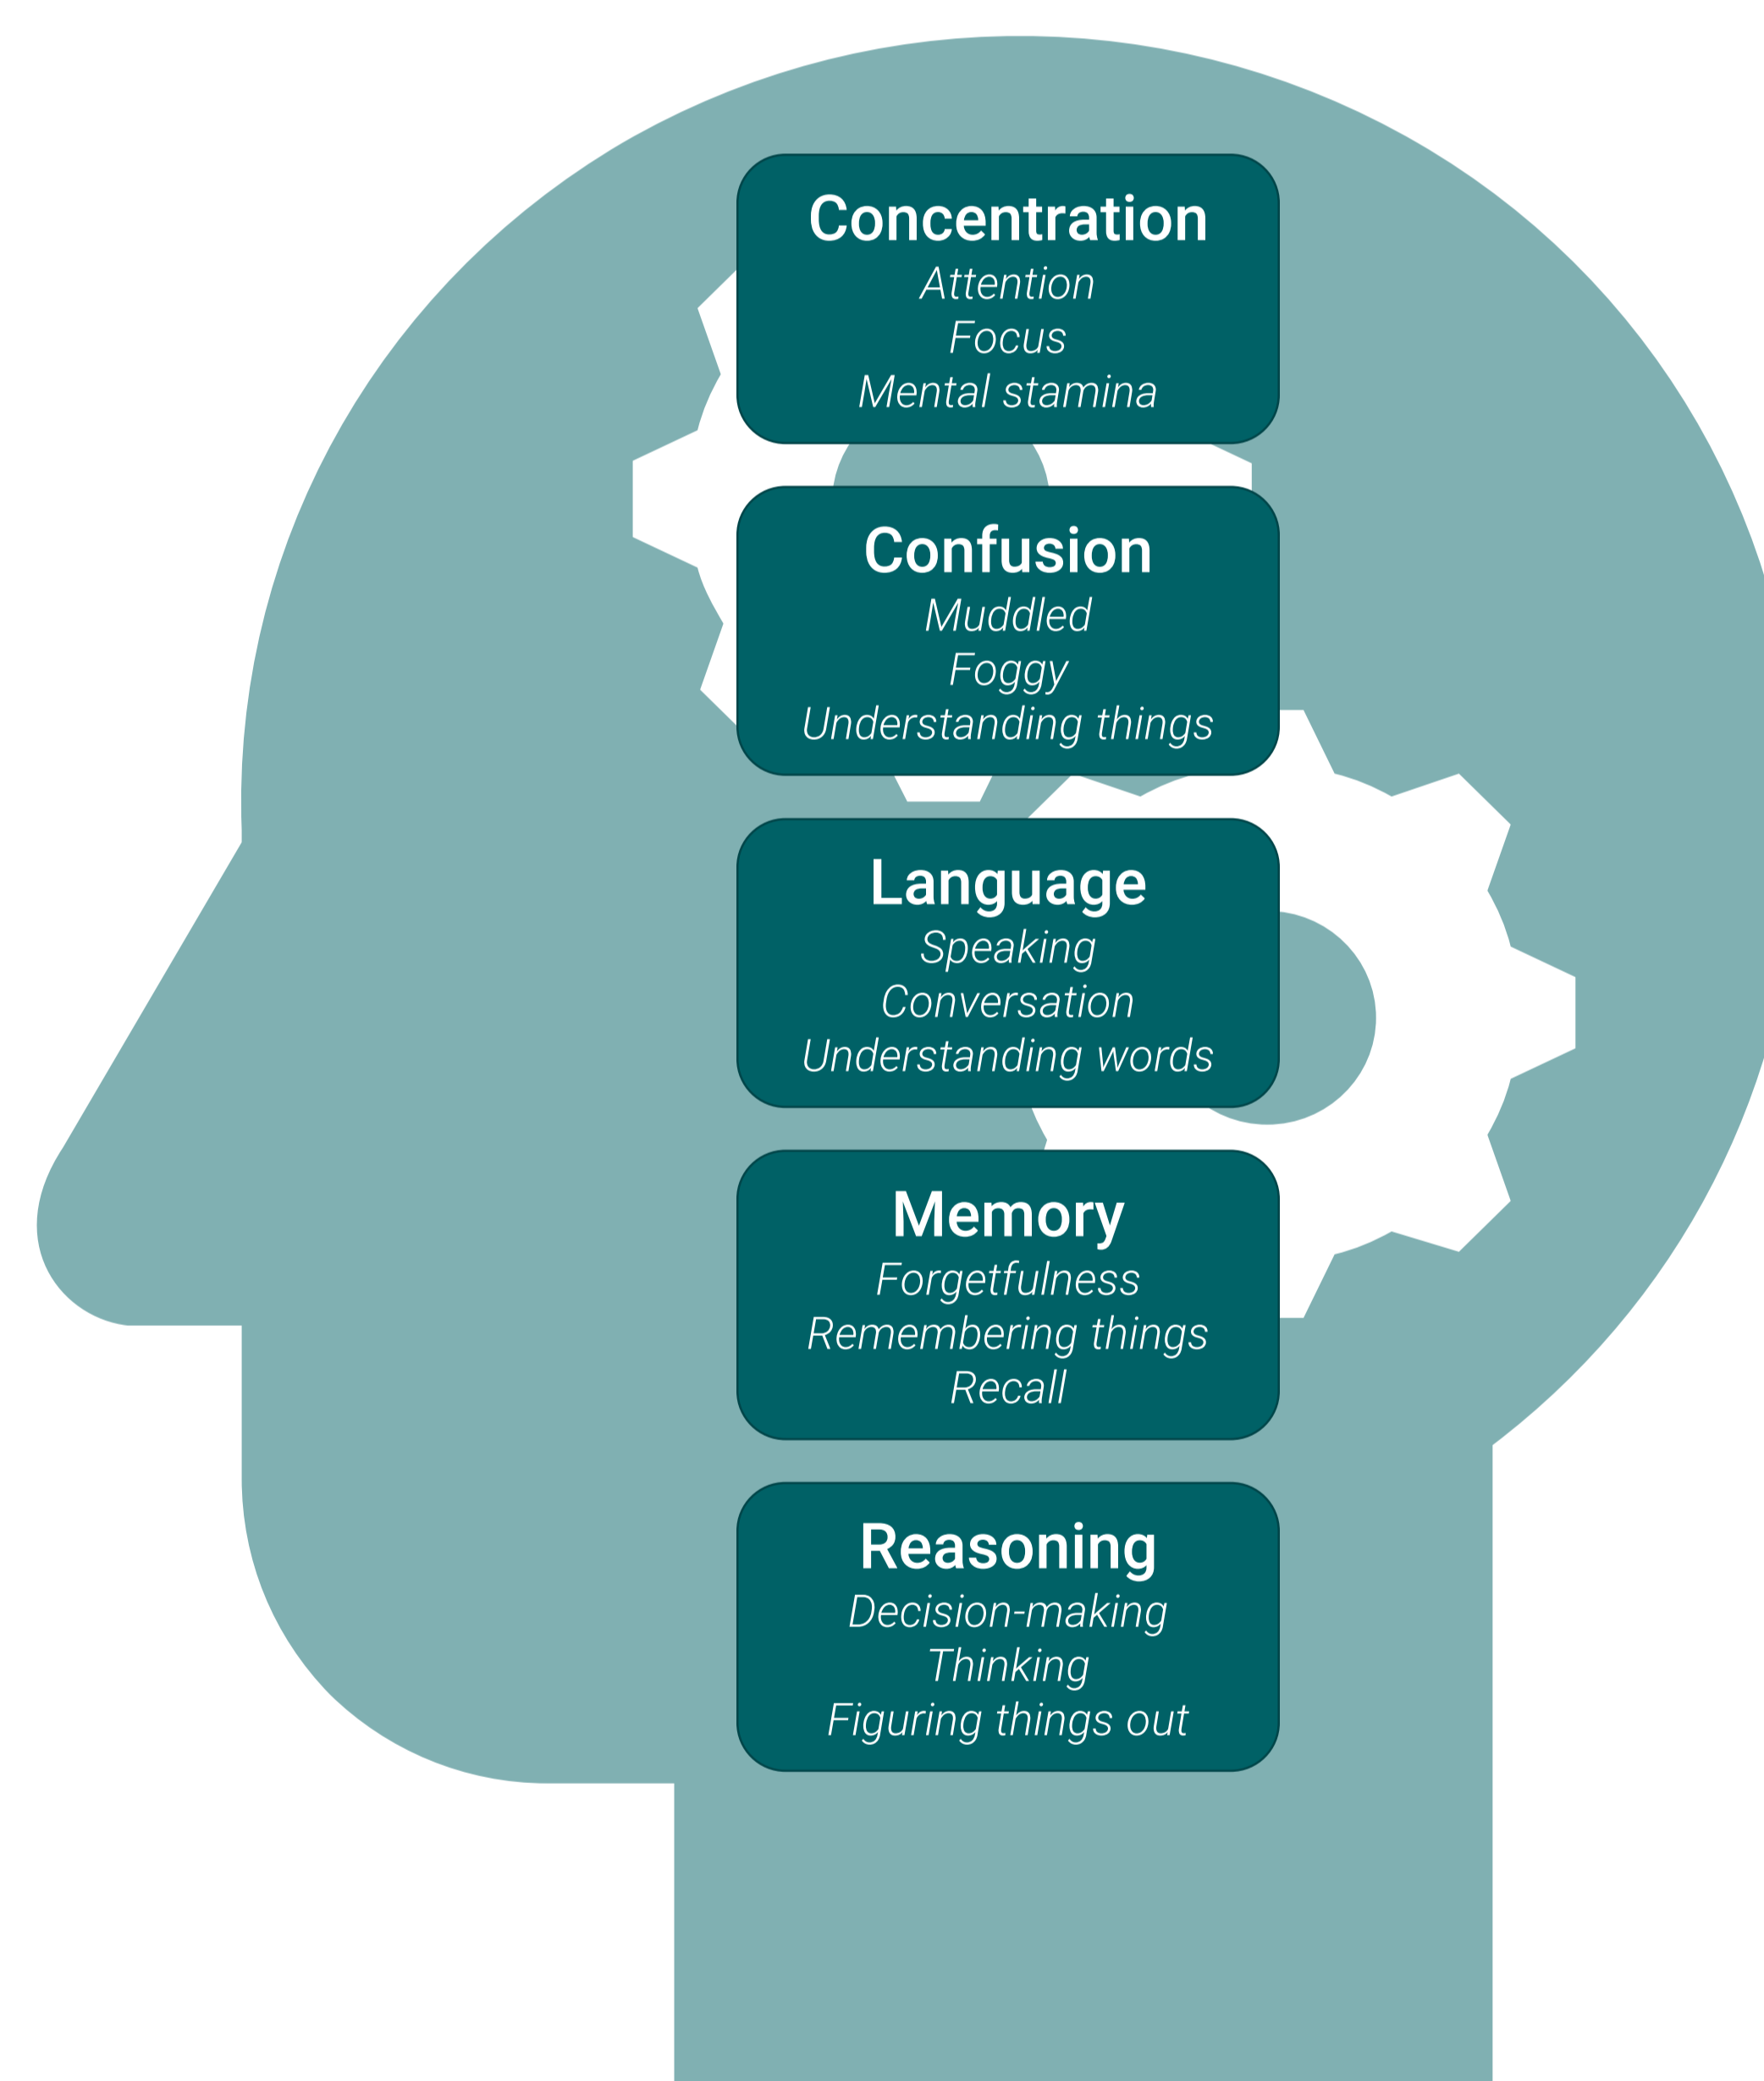 Concentration
Attention
Focus
Mental stamina
Confusion
Muddled
Foggy
Understanding things
Language
Speaking
Conversation
Understanding words
Memory
Forgetfulness
Remembering things
Recall
Reasoning
Decision-making
Thinking
Figuring things out